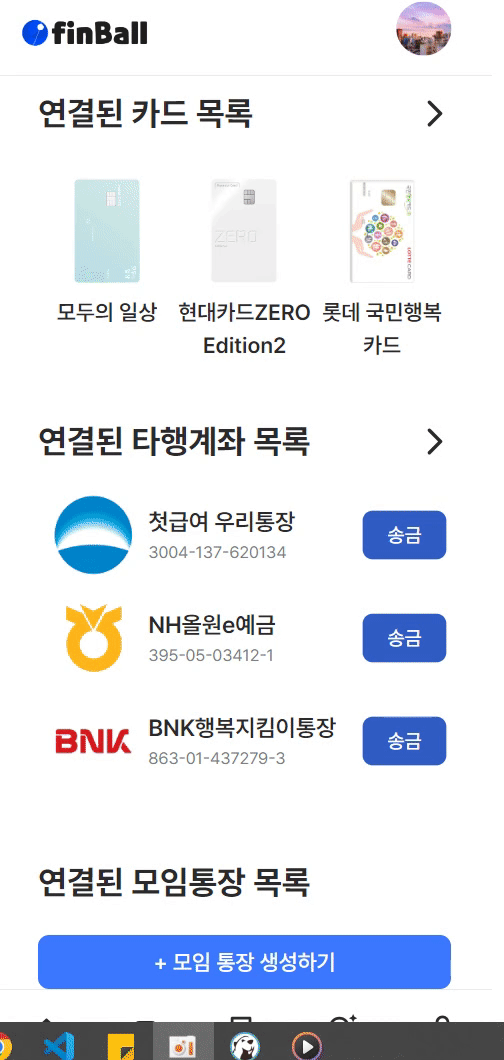 finBall
연결된 카드 목록
ZERO
LOTTE CARD
모두의 일상
현대카드ZERO
Edition2
롯데 국민행복
카드
연결된 타행계좌 목록
첫급여 우리통장
3004-137-620134
송금
NH올원e예금
395-05-03412-1
송금
BNK
BNK행복지킴이통장
863-01-437279-3
송금
연결된 모임통장 목록
+ 모임 통장 생성하기